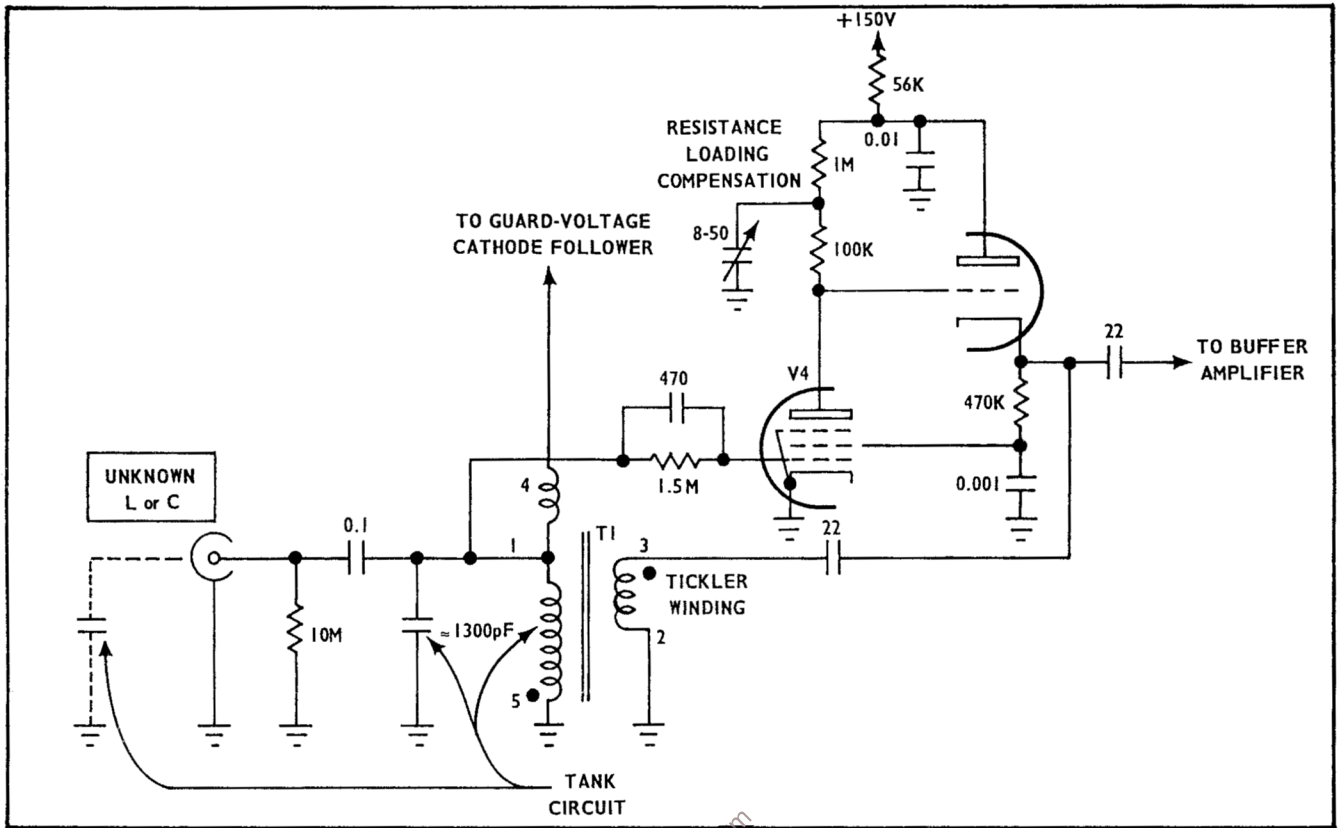 +150V
56K
RESISTANCE
LOADING
COMPENSATION
0.01
1M
8-50
100K
TO GUARD-VOLTAGE
CATHODE FOLLOWER
22
TO BUFFER
AMPLIFIER
V4
470
470K
1.5M
0.001
UNKNOWN
L or C
4
0.1
1
T1
3
22
TICKLER
WINDING
10M
≈1300pF
2
5
TANK
CIRCUIT